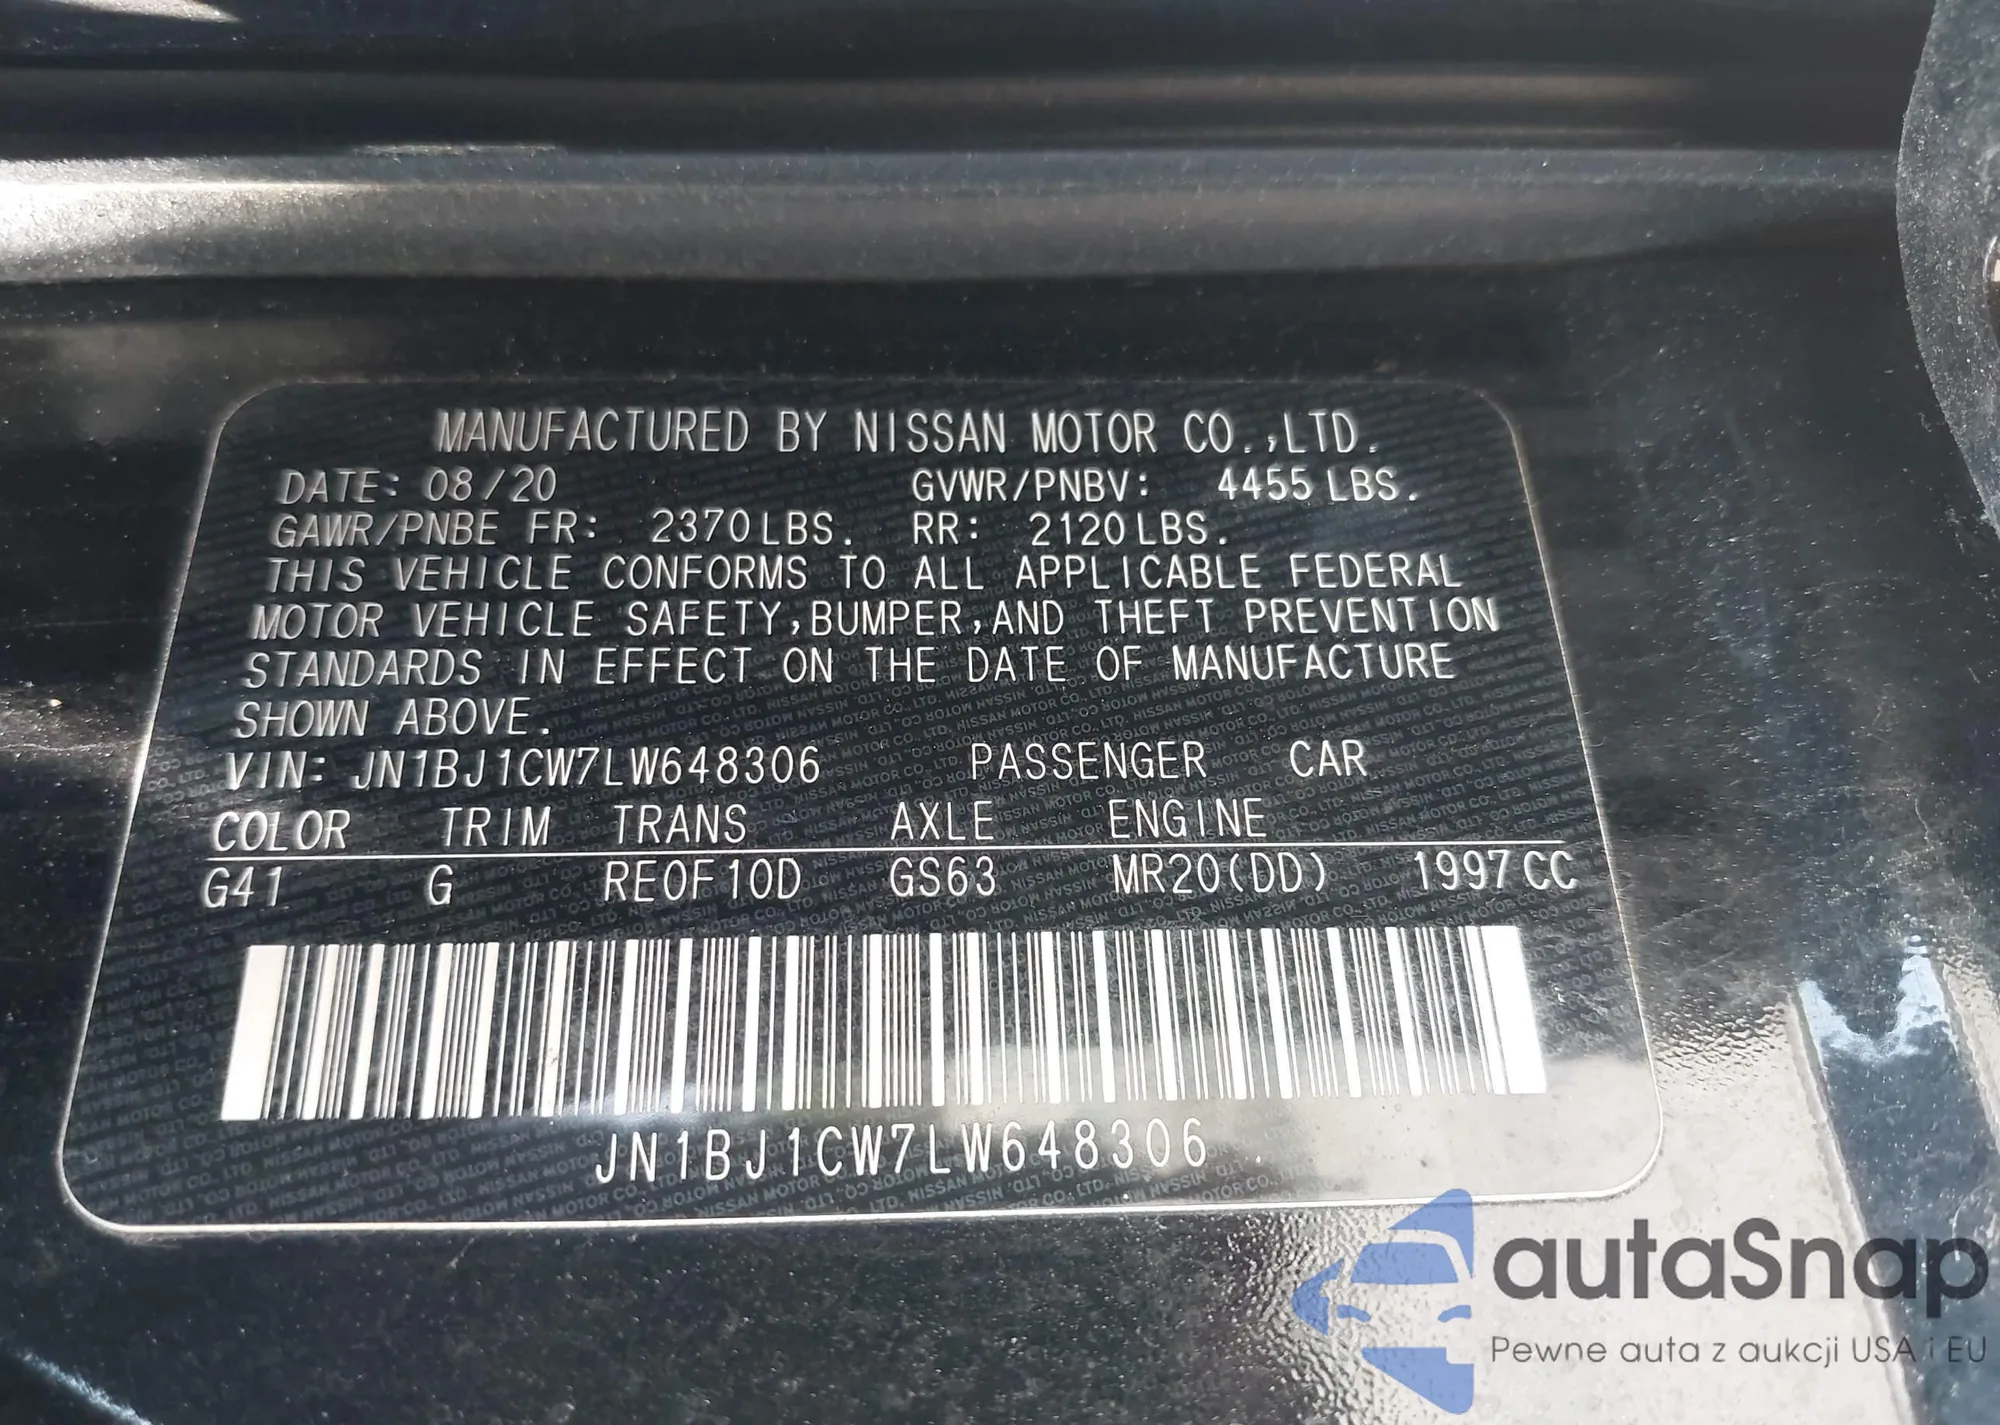 MANUFACTURED BY NISSAN MOTOR CO.,LTD.
DATE: 08/20 GVWR/PNBV: 4455 LBS.
GAWR/PNBE FR: 2370 LBS. RR: 2120 LBS.
THIS VEHICLE CONFORMS TO ALL APPLICABLE FEDERAL
MOTOR VEHICLE SAFETY,BUMPER,AND THEFT PREVENTION
STANDARDS IN EFFECT ON THE DATE OF MANUFACTURE
SHOWN ABOVE.
VIN: JN1BJ1CW7LW648306 PASSENGER CAR
COLOR TRIM TRANS AXLE ENGINE
G41 G RE0F10D GS63 MR20(DD) 1997 CC
JN1BJ1CW7LW648306
autaSnap
Pewne auta z aukcji USA i EU